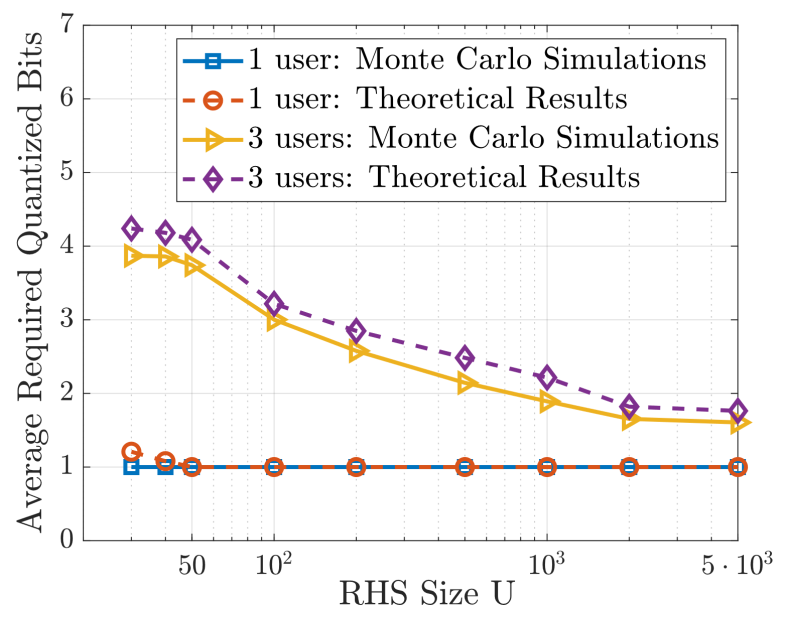 7
6
5
4
3
2
1
0
Average Required Quantized Bits
1 user: Monte Carlo Simulations
1 user: Theoretical Results
3 users: Monte Carlo Simulations
3 users: Theoretical Results
50 10² 10³ 5 · 10³
RHS Size U